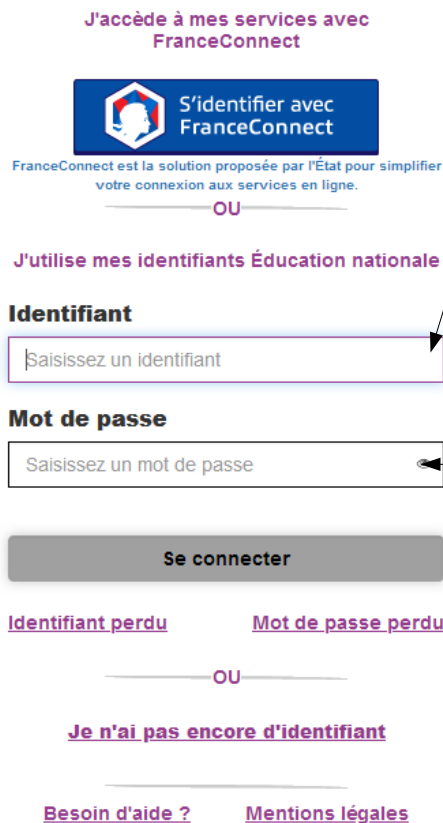 J'accède à mes services avec
FranceConnect
S'identifier avec
FranceConnect
FranceConnect est la solution proposée par l'État pour simplifier
votre connexion aux services en ligne.
OU
J'utilise mes identifiants Éducation nationale
Identifiant
Saisissez un identifiant
Mot de passe
Saisissez un mot de passe
Se connecter
Identifiant perdu Mot de passe perdu
OU
Je n'ai pas encore d'identifiant
Besoin d'aide ? Mentions légales